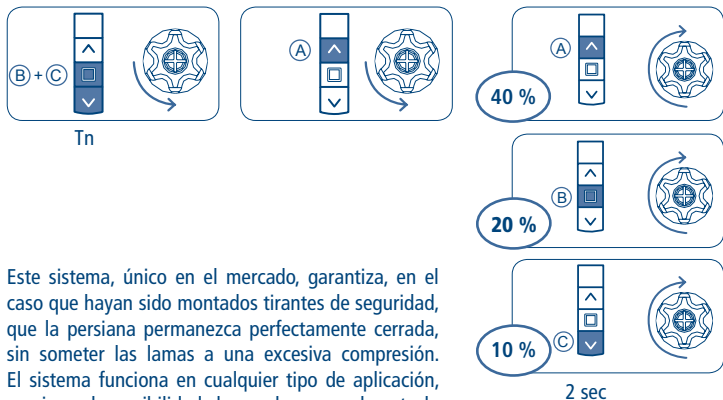 B + C
Tn
A
A
40 %
B
20 %
C
10 %
2 sec
Este sistema, único en el mercado, garantiza, en el
caso que hayan sido montados tirantes de seguridad,
que la persiana permanezca perfectamente cerrada,
sin someter las lamas a una excesiva compresión.
El sistema funciona en cualquier tipo de aplicación,